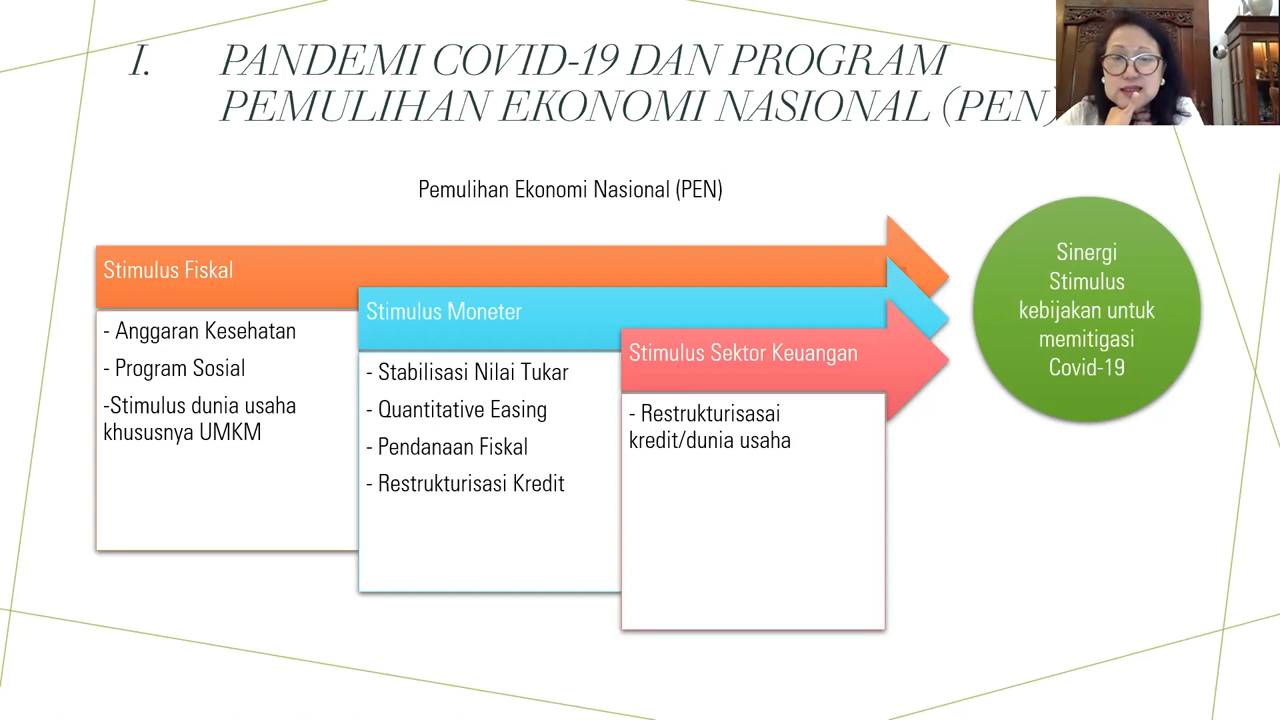 I. PANDEMI COVID-19 DAN PROGRAM
PEMULIHAN EKONOMI NASIONAL (PEN)
Pemulihan Ekonomi Nasional (PEN)
Stimulus Fiskal
- Anggaran Kesehatan
- Program Sosial
-Stimulus dunia usaha
khususnya UMKM
Stimulus Moneter
- Stabilisasi Nilai Tukar
- Quantitative Easing
- Pendanaan Fiskal
- Restrukturisasi Kredit
Stimulus Sektor Keuangan
- Restrukturisasai
kredit/dunia usaha
Sinergi
Stimulus
kebijakan untuk
memitigasi
Covid-19